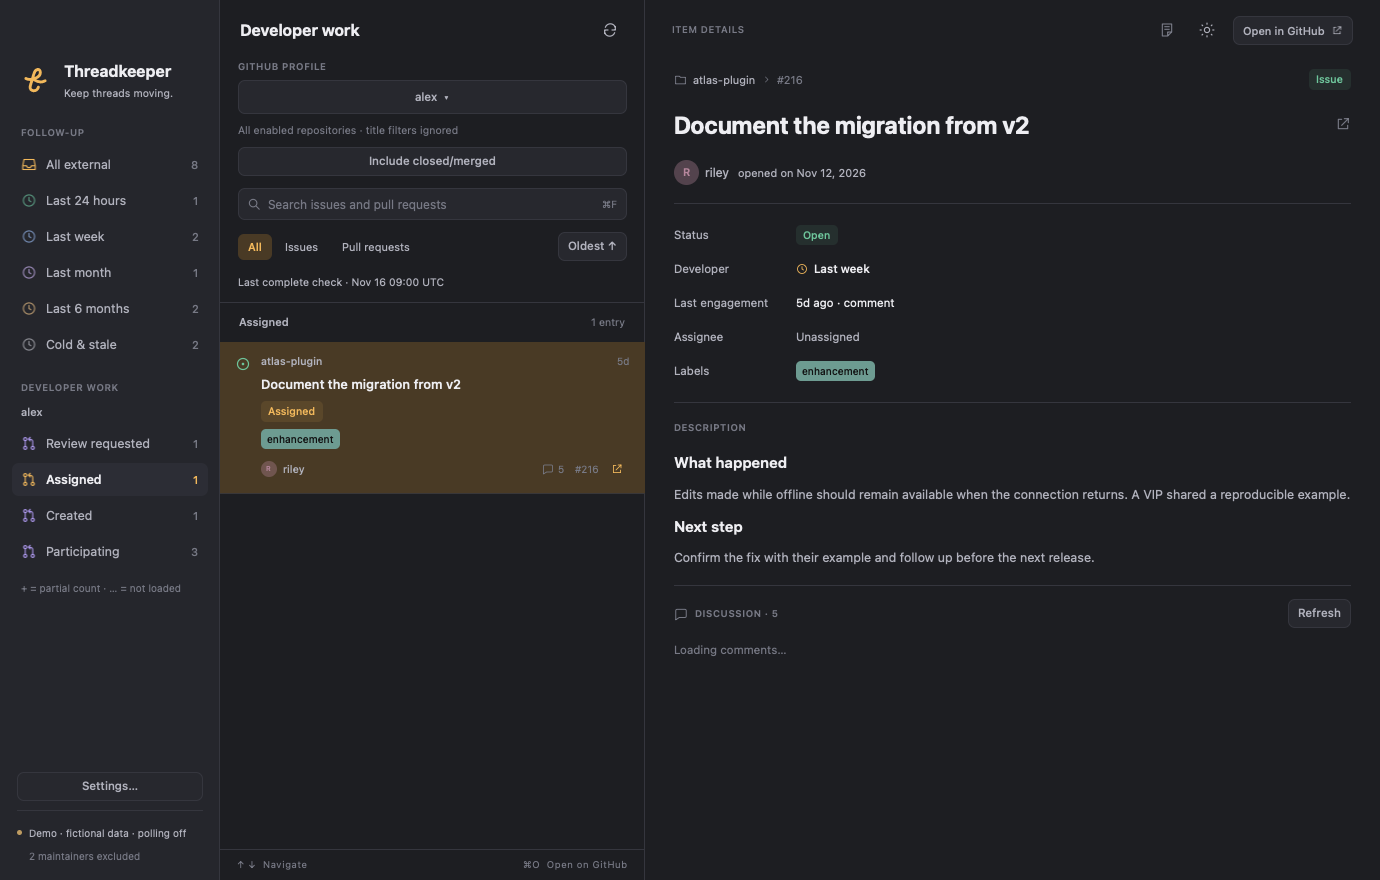 Threadkeeper
Keep threads moving.
FOLLOW-UP
All external 8
Last 24 hours 1
Last week 2
Last month 1
Last 6 months 2
Cold & stale 2
DEVELOPER WORK
alex
Review requested 1
Assigned 1
Created 1
Participating 3
+ = partial count · … = not loaded
Settings…
Demo · fictional data · polling off
2 maintainers excluded
Developer work
GITHUB PROFILE
alex ▾
All enabled repositories · title filters ignored
Include closed/merged
Search issues and pull requests ⌘F
All Issues Pull requests Oldest ↑
Last complete check · Nov 16 09:00 UTC
Assigned 1 entry
atlas-plugin 5d
Document the migration from v2
Assigned
enhancement
R riley 5 #216
↑ ↓ Navigate ⌘O Open on GitHub
ITEM DETAILS Open in GitHub
atlas-plugin › #216 Issue
Document the migration from v2
R riley opened on Nov 12, 2026
Status Open
Developer Last week
Last engagement 5d ago · comment
Assignee Unassigned
Labels enhancement
DESCRIPTION
What happened
Edits made while offline should remain available when the connection returns. A VIP shared a reproducible example.
Next step
Confirm the fix with their example and follow up before the next release.
DISCUSSION · 5 Refresh
Loading comments…